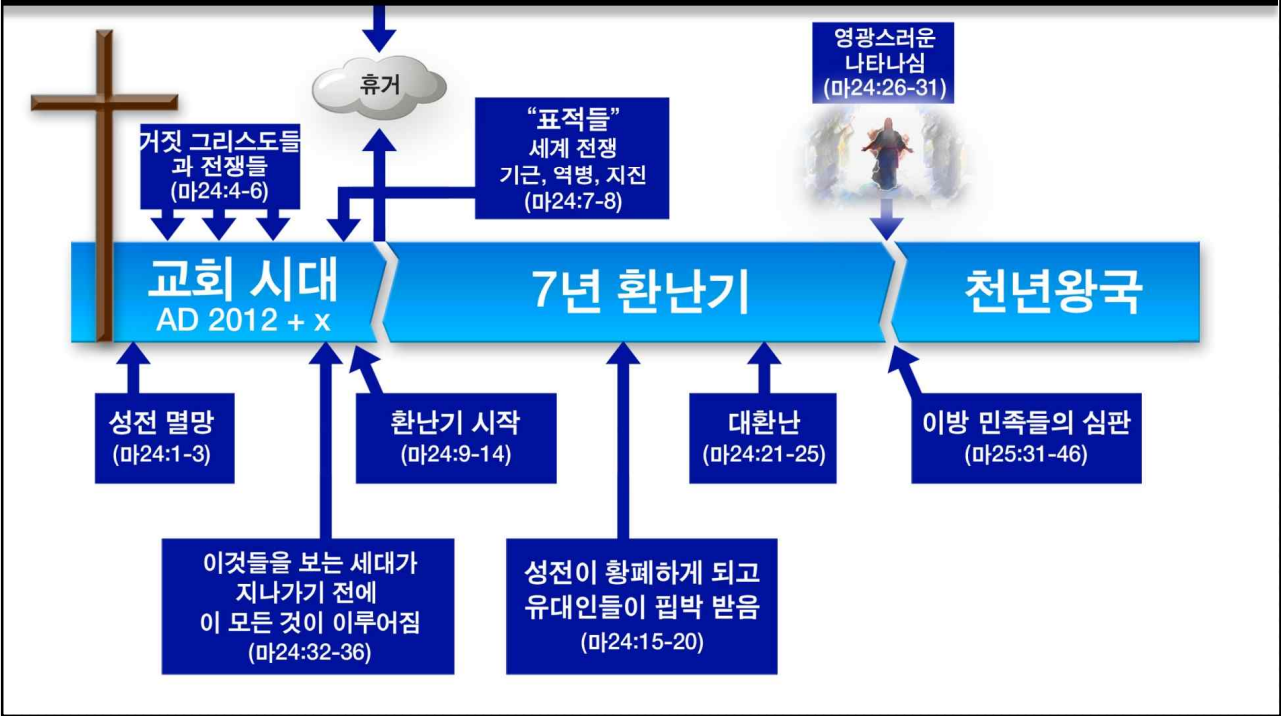 휴거
영광스러운
나타나심
(마24:26-31)
거짓 그리스도들
과 전쟁들
(마24:4-6)
“표적들”
세계 전쟁
기근, 역병, 지진
(마24:7-8)
교회 시대
AD 2012 + x
7년 환난기
천년왕국
성전 멸망
(마24:1-3)
환난기 시작
(마24:9-14)
대환난
(마24:21-25)
이방 민족들의 심판
(마25:31-46)
이것들을 보는 세대가
지나가기 전에
이 모든 것이 이루어짐
(마24:32-36)
성전이 황폐하게 되고
유대인들이 핍박 받음
(마24:15-20)